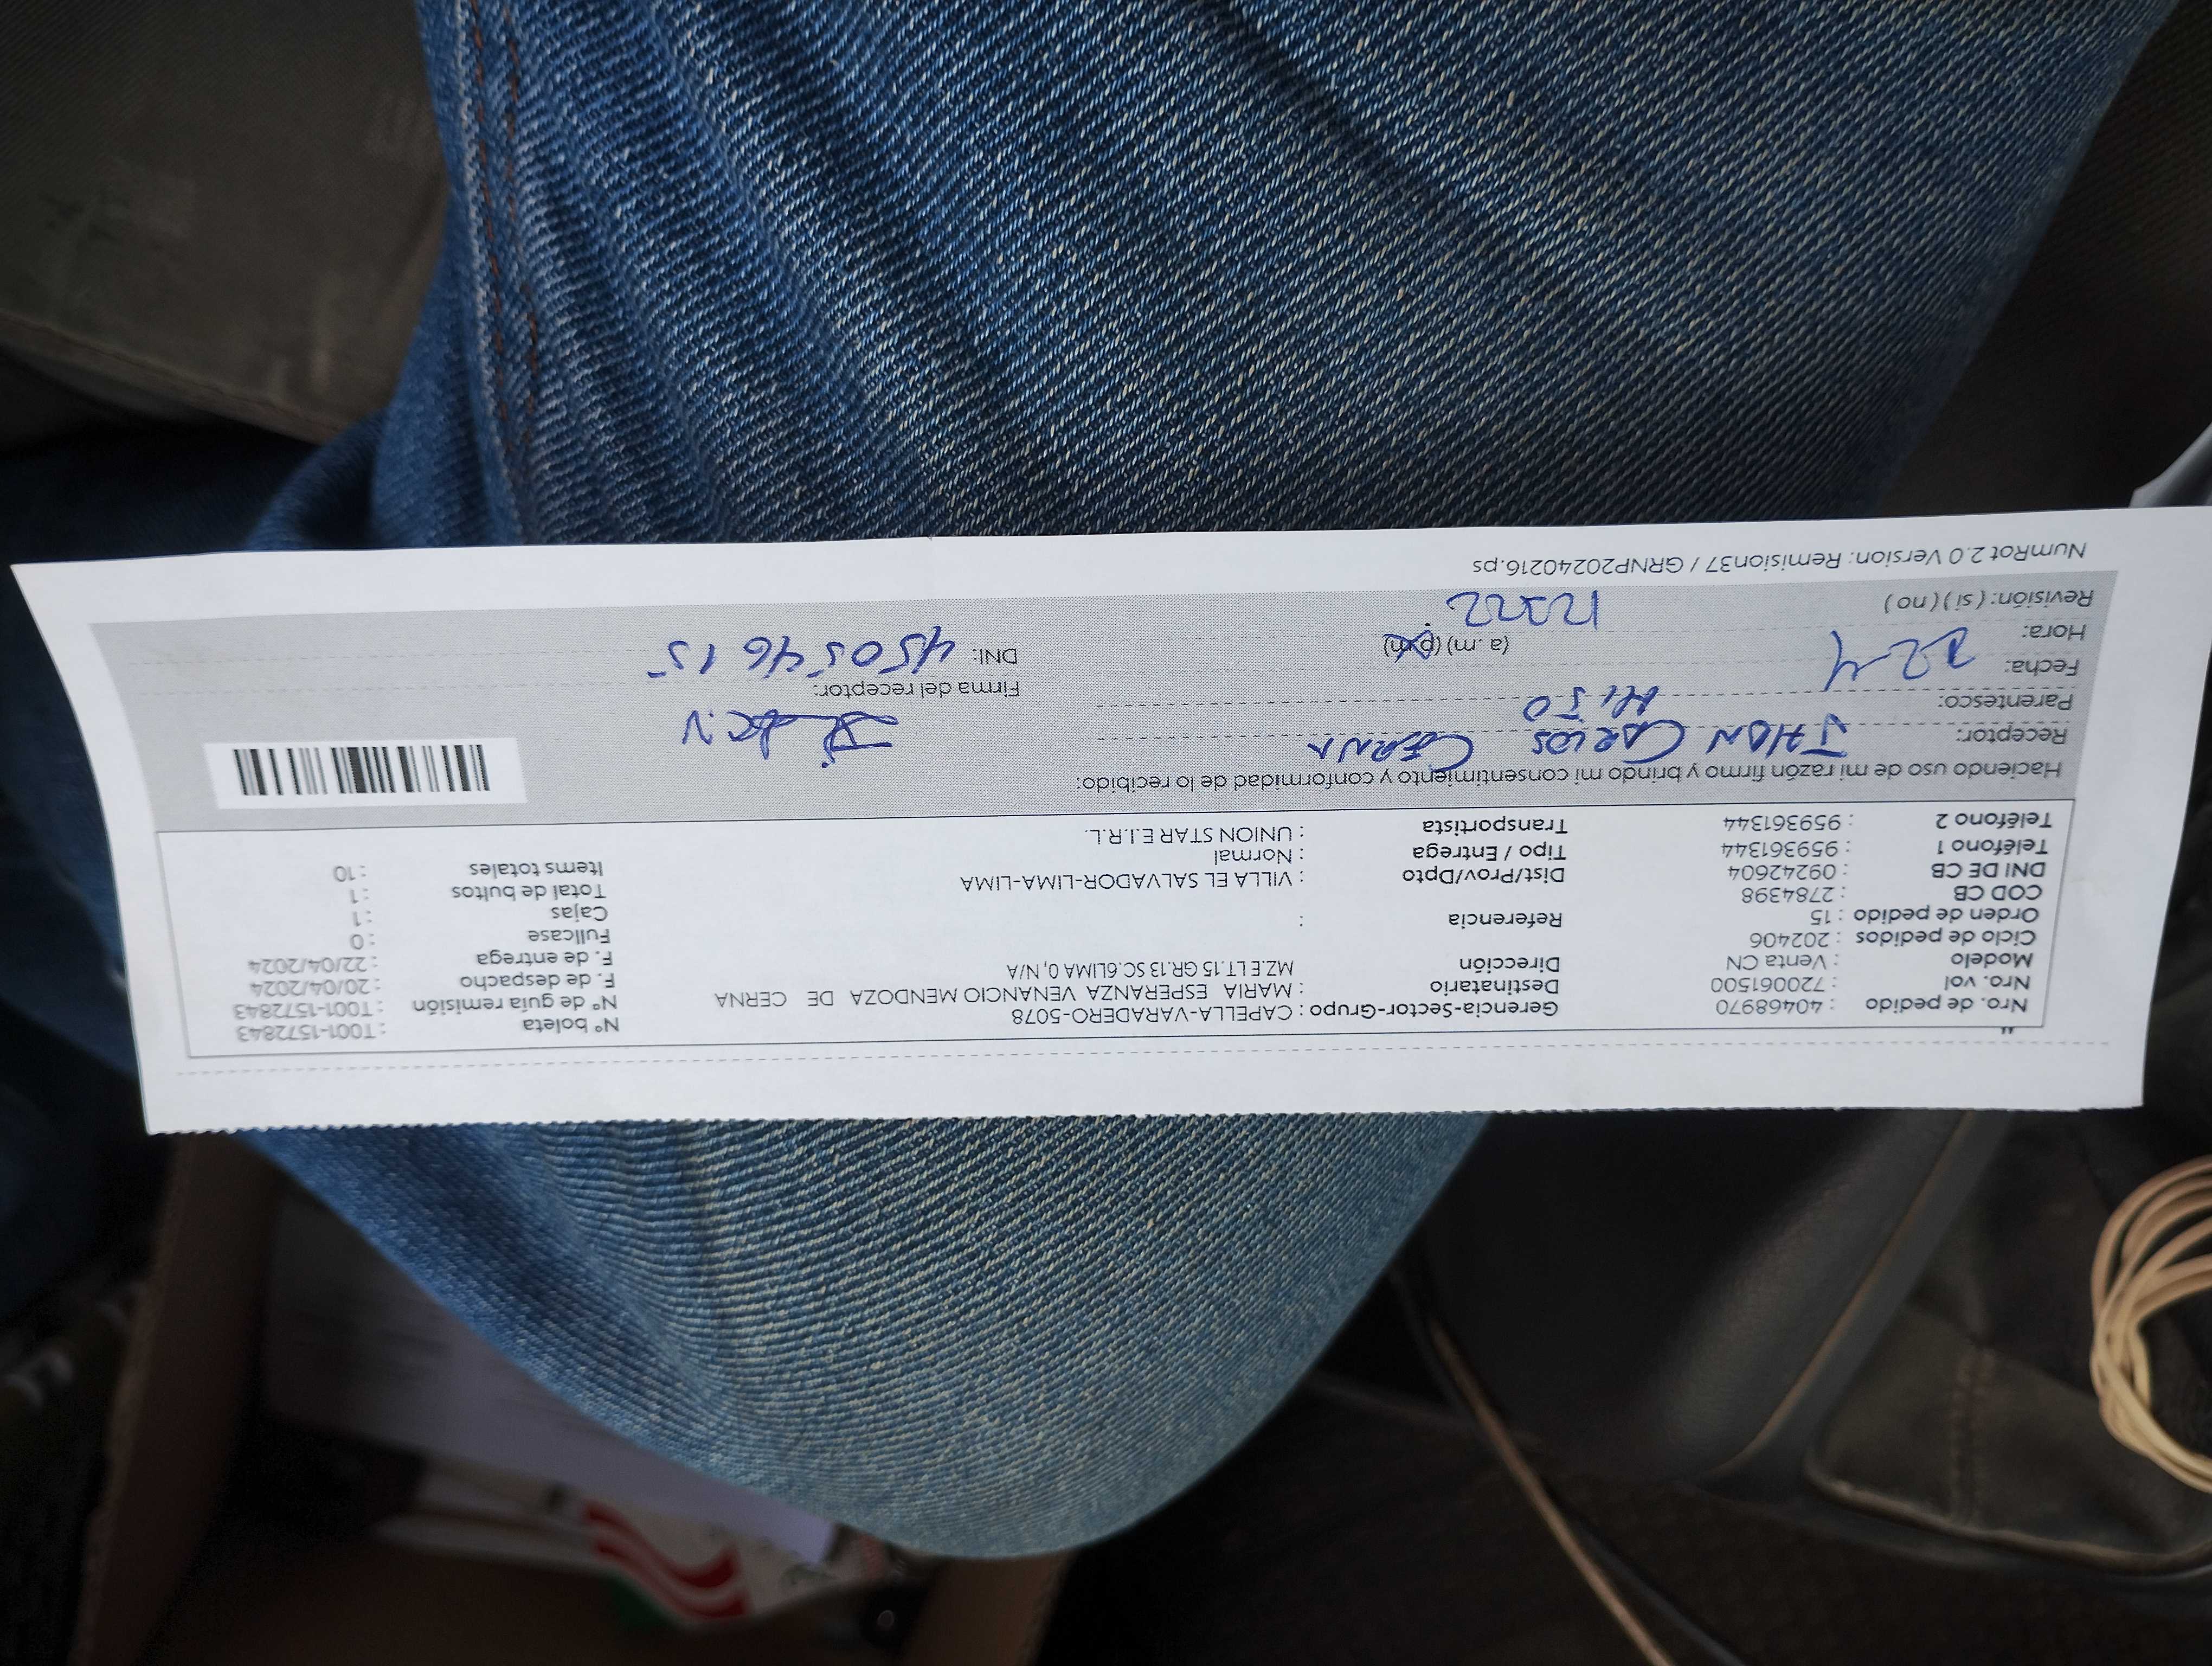 Nro. de pedido : 40468970 Gerencia-Sector-Grupo : CAPELLA-VARADERO-5078 Nº boleta : T001-1572843
Nro. vol : 720061500 Destinatario : MARIA ESPERANZA VENANCIO MENDOZA DE CERNA Nº de guía remisión : T001-1572843
Modelo : Venta CN Dirección MZ.E LT.15 GR.13 SC.6LIMA 0, N/A F. de despacho : 20/04/2024
Ciclo de pedidos : 202406 F. de entrega : 22/04/2024
Orden de pedido : 15 Referencia : Fullcase : 0
COD CB : 2784398 Cajas : 1
DNI DE CB : 09242604 Dist/Prov/Dpto : VILLA EL SALVADOR-LIMA-LIMA Total de bultos : 1
Teléfono 1 : 959361344 Tipo / Entrega : Normal Items totales : 10
Teléfono 2 : 959361344 Transportista : UNION STAR E.I.R.L.
Haciendo uso de mi razón firmo y brindo mi consentimiento y conformidad de lo recibido:
Receptor: JHON CARLOS CERNA
Parentesco: HIJO Firma del receptor:
Fecha: 22-4 DNI: 45054615
Hora: (a.m) (p.m)
Revisión: ( si ) ( no )
NumRot 2.0 Version: Remision37 / GRNP20240216.ps